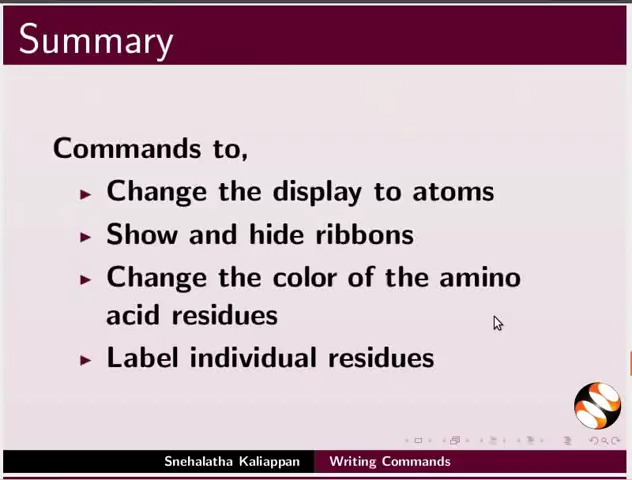 Summary
Commands to,
Change the display to atoms
Show and hide ribbons
Change the color of the amino
acid residues
Label individual residues
Snehalatha Kaliappan Writing Commands